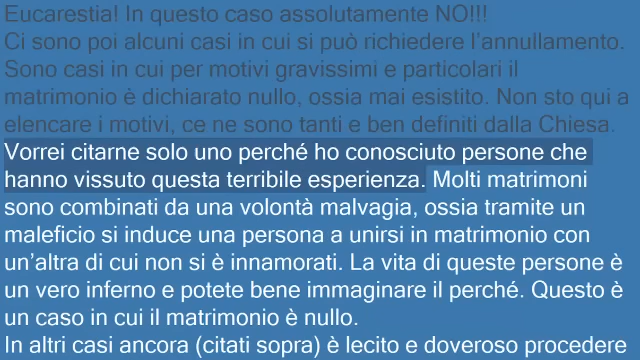 Eucarestia! In questo caso assolutamente NO!!!
Ci sono poi alcuni casi in cui si può richiedere l’annullamento.
Sono casi in cui per motivi gravissimi e particolari il
matrimonio è dichiarato nullo, ossia mai esistito. Non sto qui a
elencare i motivi, ce ne sono tanti e ben definiti dalla Chiesa.
Vorrei citarne solo uno perché ho conosciuto persone che
hanno vissuto questa terribile esperienza. Molti matrimoni
sono combinati da una volontà malvagia, ossia tramite un
maleficio si induce una persona a unirsi in matrimonio con
un’altra di cui non si è innamorati. La vita di queste persone è
un vero inferno e potete bene immaginare il perché. Questo è
un caso in cui il matrimonio è nullo.
In altri casi ancora (citati sopra) è lecito e doveroso procedere